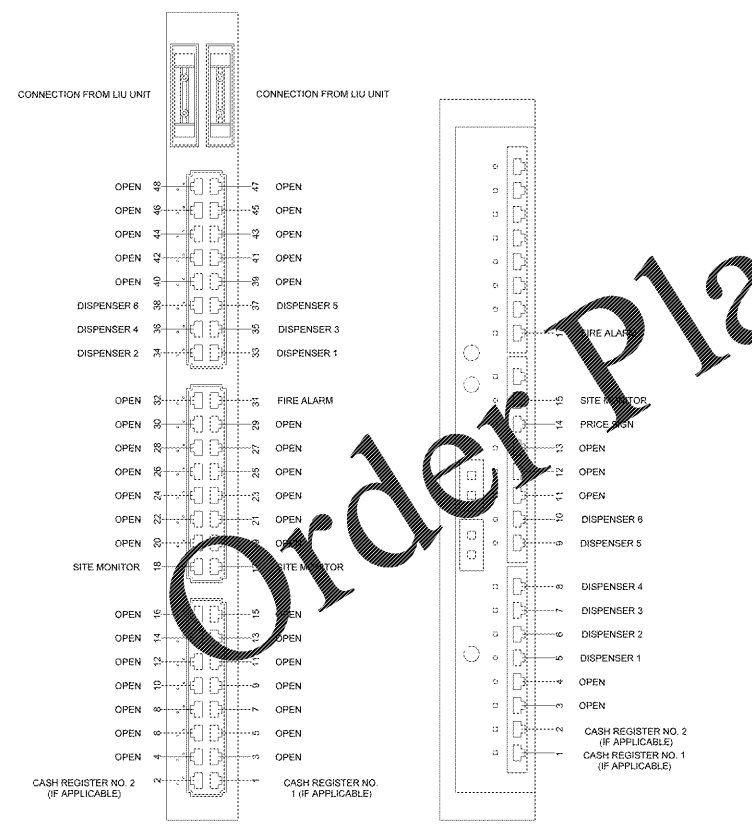 CONNECTION FROM LIU UNIT
CONNECTION FROM LIU UNIT
OPEN 48 47 OPEN
OPEN 46 45 OPEN
OPEN 44 43 OPEN
OPEN 42 41 OPEN
OPEN 40 39 OPEN
DISPENSER 6 38 37 DISPENSER 5
DISPENSER 4 36 35 DISPENSER 3
DISPENSER 2 34 33 DISPENSER 1
OPEN 32 31 FIRE ALARM
OPEN 30 29 OPEN
OPEN 28 27 OPEN
OPEN 26 25 OPEN
OPEN 24 23 OPEN
OPEN 22 21 OPEN
OPEN 20 OPEN
SITE MONITOR 18 SITE MONITOR
OPEN 16 15 OPEN
OPEN 14 13 OPEN
OPEN 12 11 OPEN
OPEN 10 9 OPEN
OPEN 8 7 OPEN
OPEN 6 5 OPEN
OPEN 4 3 OPEN
CASH REGISTER NO. 2 2 1 CASH REGISTER NO.
(IF APPLICABLE) 1 (IF APPLICABLE)
FIRE ALARM
15 SITE MONITOR
14 PRICE SIGN
13 OPEN
12 OPEN
11 OPEN
10 DISPENSER 6
9 DISPENSER 5
8 DISPENSER 4
7 DISPENSER 3
6 DISPENSER 2
5 DISPENSER 1
4 OPEN
3 OPEN
2 CASH REGISTER NO. 2
(IF APPLICABLE)
1 CASH REGISTER NO. 1
(IF APPLICABLE)
Order Pla